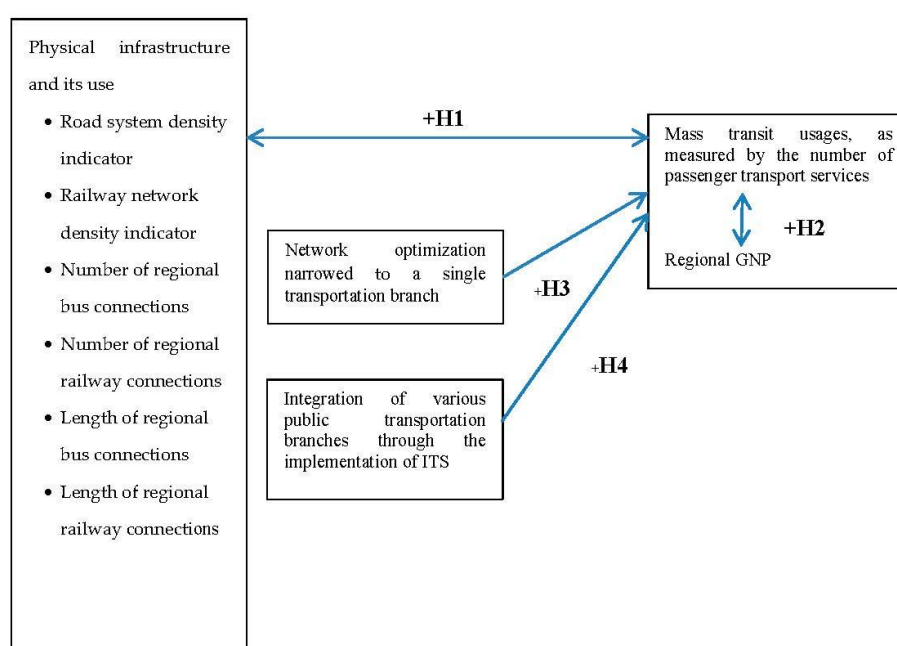 Physical infrastructure
and its use
• Road system density
indicator
• Railway network
density indicator
• Number of regional
bus connections
• Number of regional
railway connections
• Length of regional
bus connections
• Length of regional
railway connections
+H1
Network optimization
narrowed to a single
transportation branch
+H3
Integration of various
public transportation
branches through the
implementation of ITS
+H4
Mass transit usages, as
measured by the number of
passenger transport services
+H2
Regional GNP